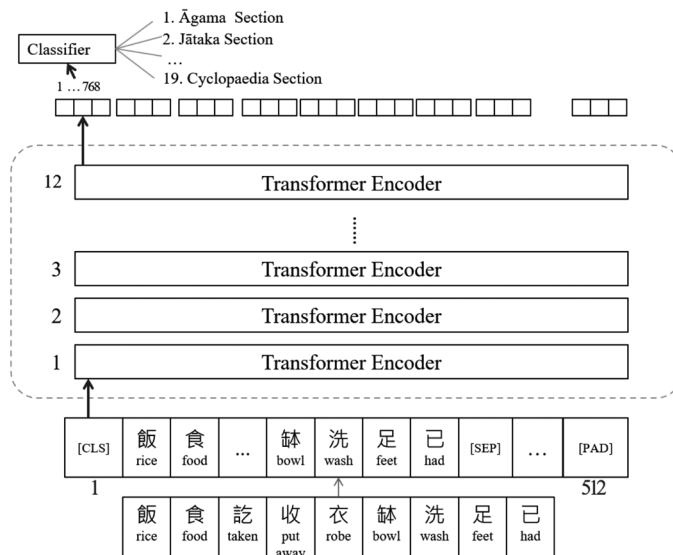 1. Āgama Section
Classifier
2. Jātaka Section
...
19. Cyclopaedia Section
1 ...768
12 Transformer Encoder
3 Transformer Encoder
2 Transformer Encoder
1 Transformer Encoder
[CLS] 飯 食 ... 缽 洗 足 已 [SEP] ... [PAD]
rice food bowl wash feet had
1 512
飯 食 訖 收 衣 缽 洗 足 已
rice food taken put away robe bowl wash feet had